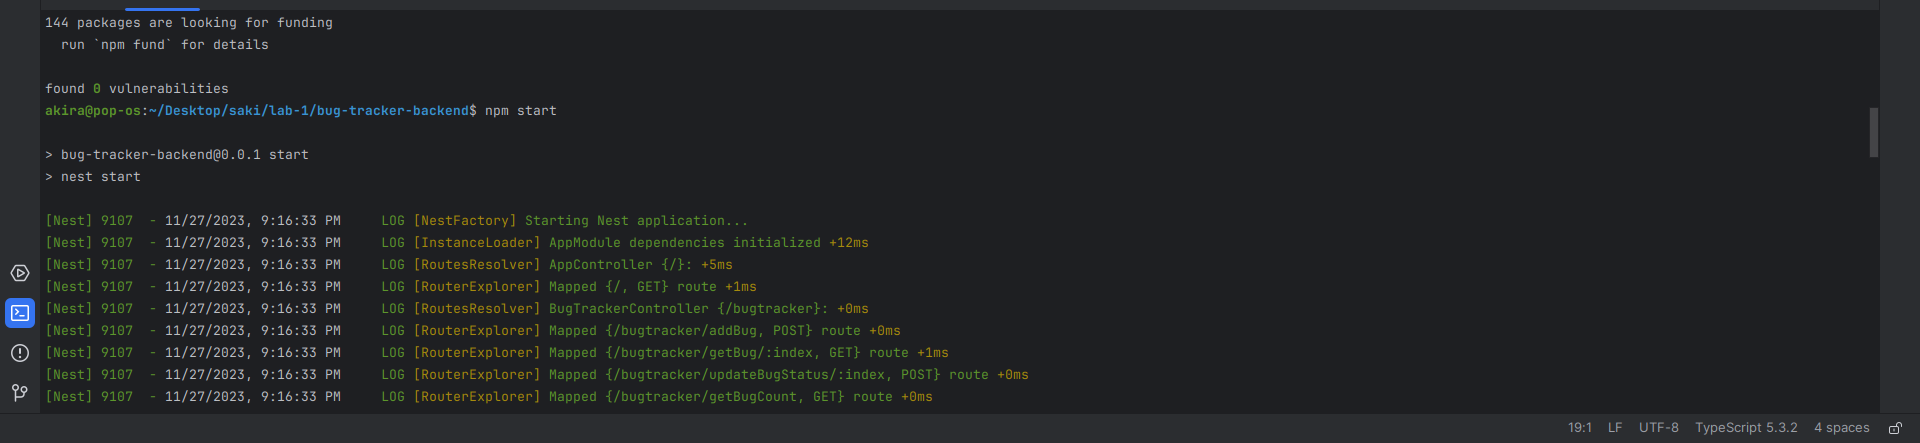 144 packages are looking for funding
  run `npm fund` for details
found 0 vulnerabilities
akira@pop-os:~/Desktop/saki/lab-1/bug-tracker-backend$ npm start
> bug-tracker-backend@0.0.1 start
> nest start
[Nest] 9107  - 11/27/2023, 9:16:33 PM     LOG [NestFactory] Starting Nest application...
[Nest] 9107  - 11/27/2023, 9:16:33 PM     LOG [InstanceLoader] AppModule dependencies initialized +12ms
[Nest] 9107  - 11/27/2023, 9:16:33 PM     LOG [RoutesResolver] AppController {/}: +5ms
[Nest] 9107  - 11/27/2023, 9:16:33 PM     LOG [RouterExplorer] Mapped {/, GET} route +1ms
[Nest] 9107  - 11/27/2023, 9:16:33 PM     LOG [RoutesResolver] BugTrackerController {/bugtracker}: +0ms
[Nest] 9107  - 11/27/2023, 9:16:33 PM     LOG [RouterExplorer] Mapped {/bugtracker/addBug, POST} route +0ms
[Nest] 9107  - 11/27/2023, 9:16:33 PM     LOG [RouterExplorer] Mapped {/bugtracker/getBug/:index, GET} route +1ms
[Nest] 9107  - 11/27/2023, 9:16:33 PM     LOG [RouterExplorer] Mapped {/bugtracker/updateBugStatus/:index, POST} route +0ms
[Nest] 9107  - 11/27/2023, 9:16:33 PM     LOG [RouterExplorer] Mapped {/bugtracker/getBugCount, GET} route +0ms
19:1 LF UTF-8 TypeScript 5.3.2 4 spaces